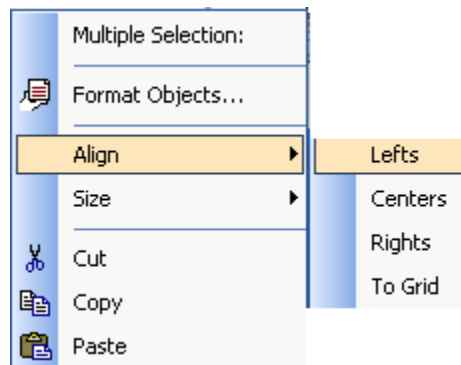 Multiple Selection:
Format Objects...
Align
Size
Cut
Copy
Paste
Lefts
Centers
Rights
To Grid